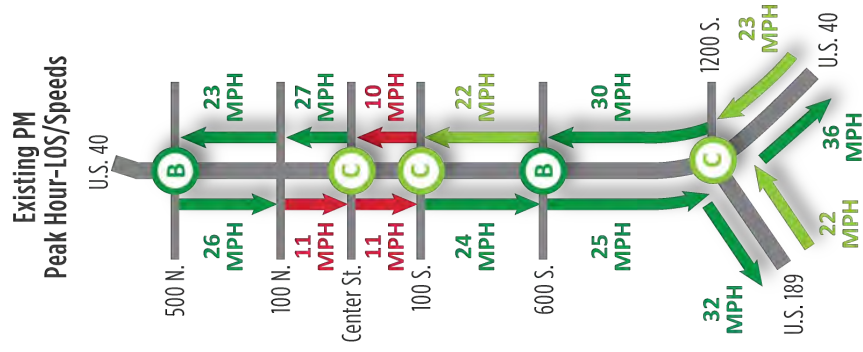 Existing PM
Peak Hour-LOS/Speeds
U.S. 40
500 N.
B
26
MPH
23
MPH
100 N.
11
MPH
27
MPH
Center St.
C
11
MPH
10
MPH
100 S.
C
24
MPH
22
MPH
600 S.
B
25
MPH
30
MPH
1200 S.
C
23
MPH
U.S. 40
32
MPH
U.S. 189
22
MPH
36
MPH